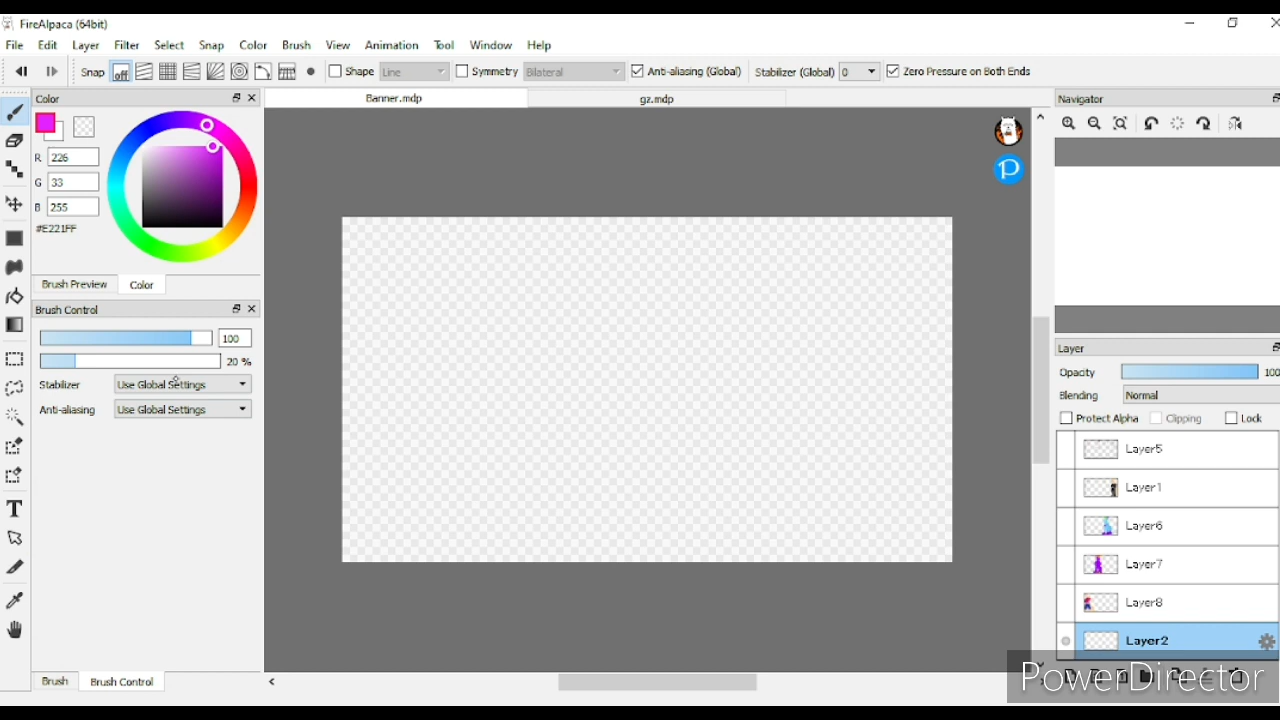 FireAlpaca (64bit)
File Edit Layer Filter Select Snap Color Brush View Animation Tool Window Help
Snap off Shape Line Symmetry Bilateral Anti-aliasing (Global) Stabilizer (Global) 0 Zero Pressure on Both Ends
Color
Banner.mdp
gz.mdp
Navigator
R 226
G 33
B 255
#E221FF
Brush Preview Color
Brush Control
100
20 %
Stabilizer Use Global Settings
Anti-aliasing Use Global Settings
Brush Brush Control
Layer
Opacity 100
Blending Normal
Protect Alpha Clipping Lock
Layer5
Layer1
Layer6
Layer7
Layer8
Layer2
PowerDirector